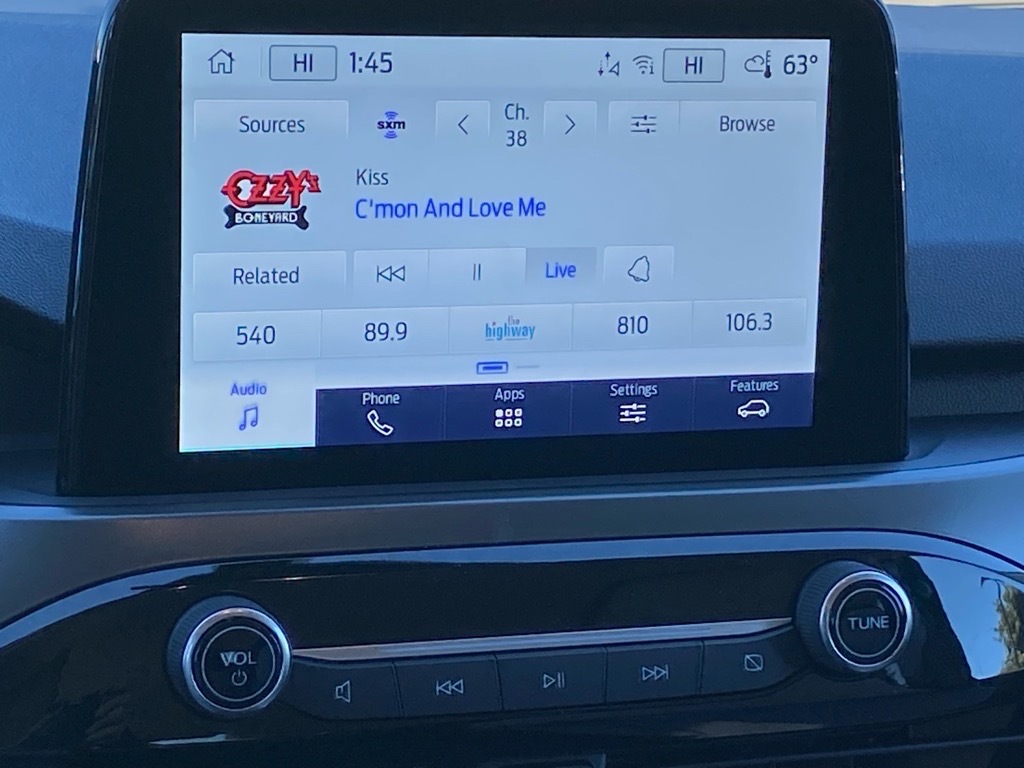 HI 1:45 HI 63°
Sources sxm Ch. 38 Browse
OZZY's
BONEYARD
Kiss
C'mon And Love Me
Related Live
540 89.9 the highway 810 106.3
Audio Phone Apps Settings Features
VOL TUNE